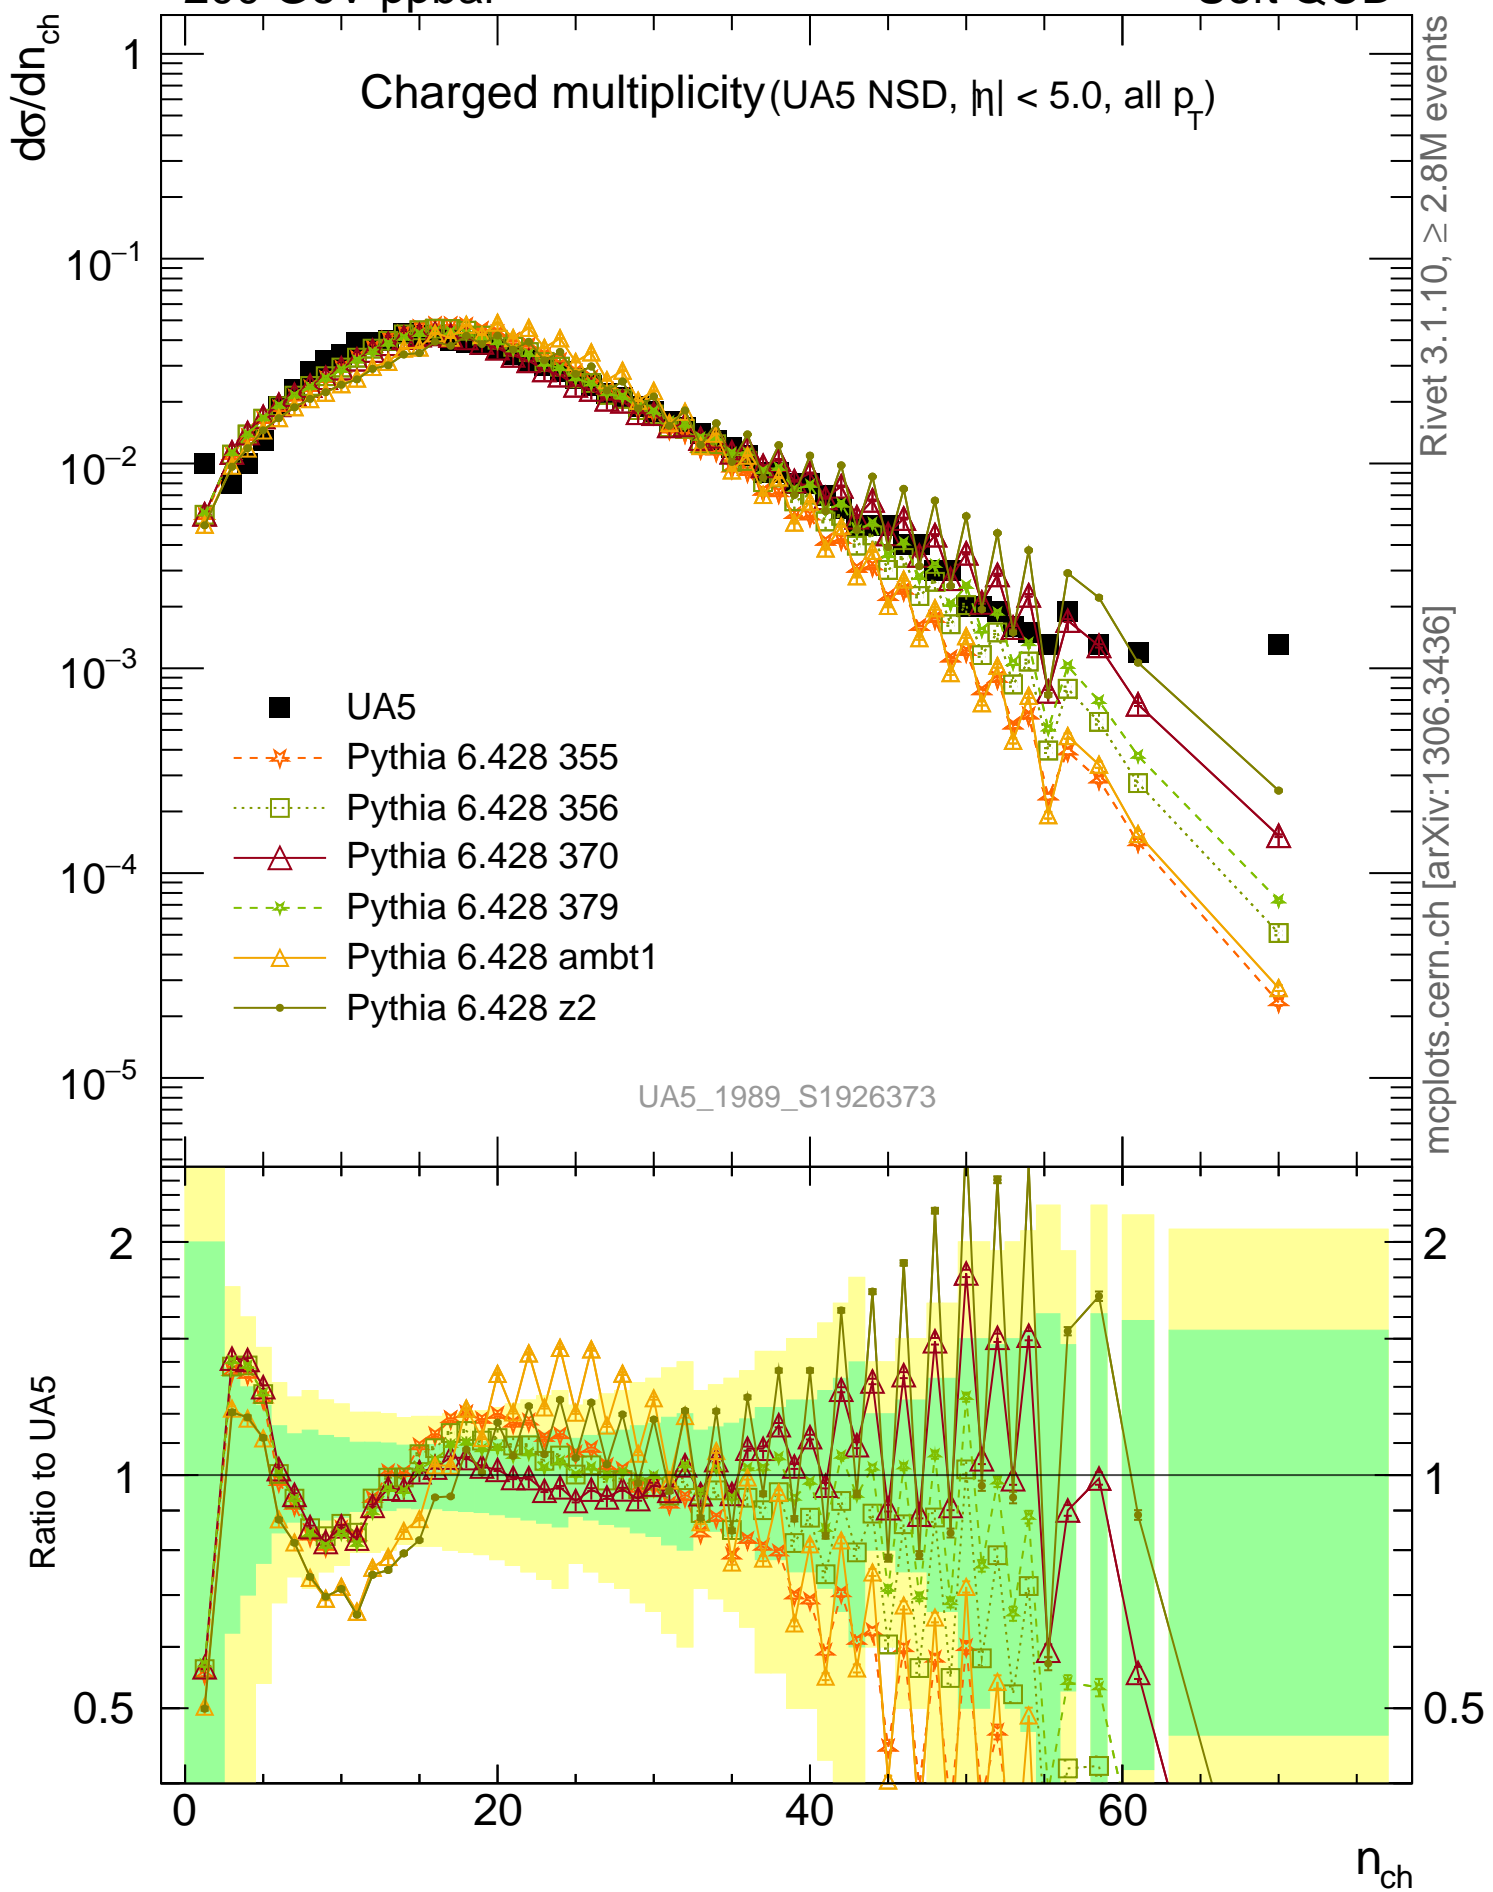 dσ/dn_ch
Charged multiplicity (UA5 NSD, |η| < 5.0, all p_T)
1
10⁻¹
10⁻²
10⁻³
10⁻⁴
10⁻⁵
UA5
Pythia 6.428 355
Pythia 6.428 356
Pythia 6.428 370
Pythia 6.428 379
Pythia 6.428 ambt1
Pythia 6.428 z2
UA5_1989_S1926373
Rivet 3.1.10, ≥ 2.8M events
mcplots.cern.ch [arXiv:1306.3436]
Ratio to UA5
2
1
0.5
2
1
0.5
0
20
40
60
n_ch